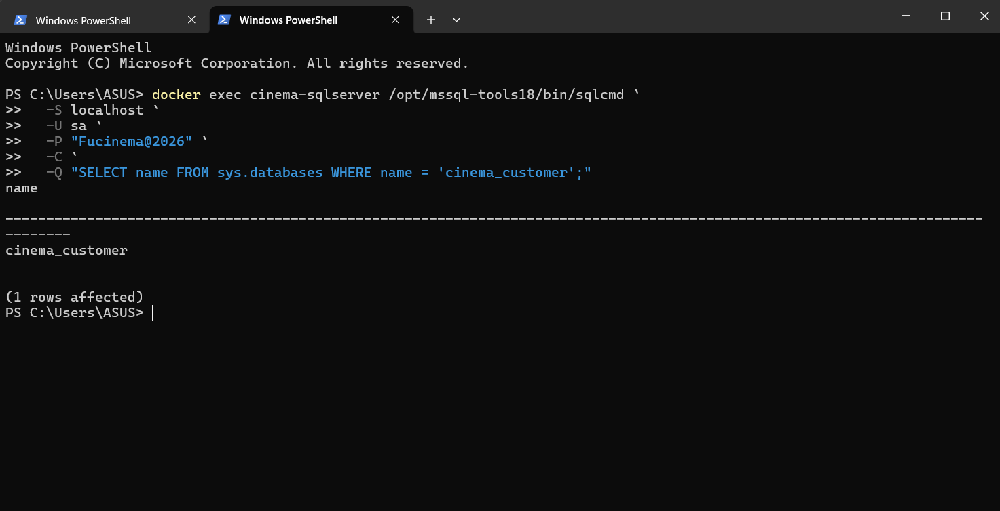 Windows PowerShell
Windows PowerShell
Windows PowerShell
Copyright (C) Microsoft Corporation. All rights reserved.
PS C:\Users\ASUS> docker exec cinema-sqlserver /opt/mssql-tools18/bin/sqlcmd `
>>   -S localhost `
>>   -U sa `
>>   -P "Fucinema@2026" `
>>   -C `
>>   -Q "SELECT name FROM sys.databases WHERE name = 'cinema_customer';"
name
------------------------------------------------------------------------------------------------------------------------
--------
cinema_customer
(1 rows affected)
PS C:\Users\ASUS>